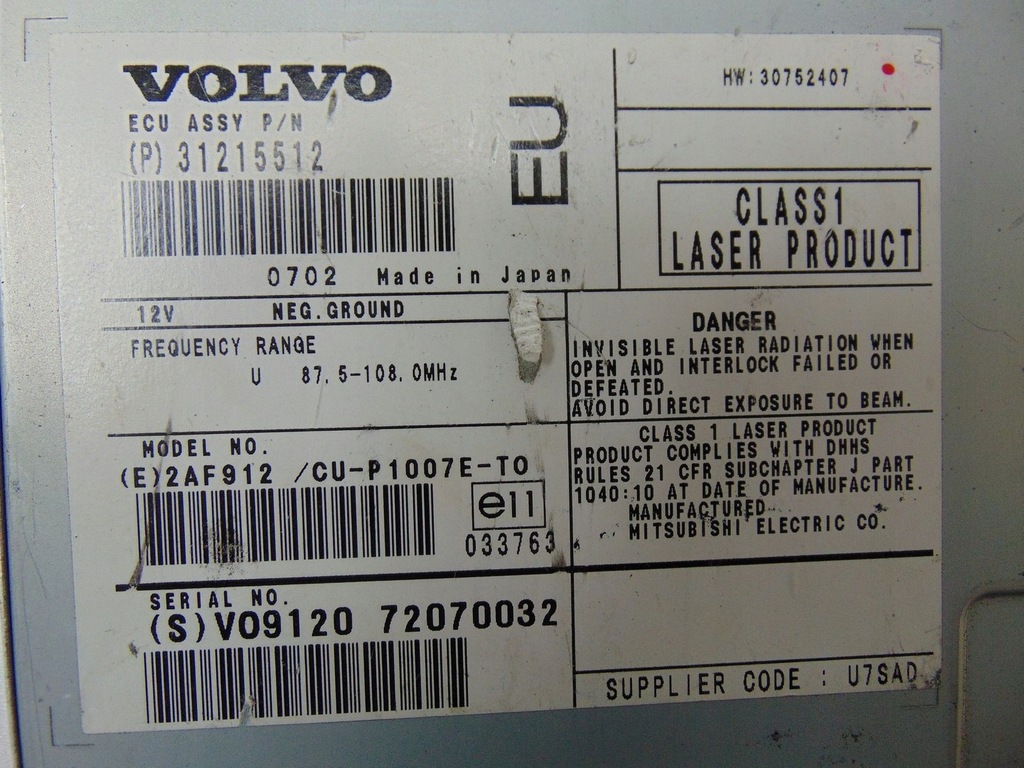 VOLVO
ECU ASSY P/N
(P) 31215512
EU
0702 Made in Japan
HW:30752407
CLASS1
LASER PRODUCT
12V NEG.GROUND
FREQUENCY RANGE
U 87.5-108.0MHz
DANGER
INVISIBLE LASER RADIATION WHEN
OPEN AND INTERLOCK FAILED OR
DEFEATED.
AVOID DIRECT EXPOSURE TO BEAM.
MODEL NO.
(E)2AF912 /CU-P1007E-TO
e11
033763
CLASS 1 LASER PRODUCT
PRODUCT COMPLIES WITH DHHS
RULES 21 CFR SUBCHAPTER J PART
1040:10 AT DATE OF MANUFACTURE.
MANUFACTURED
MITSUBISHI ELECTRIC CO.
SERIAL NO.
(S)V09120 72070032
SUPPLIER CODE : U7SAD